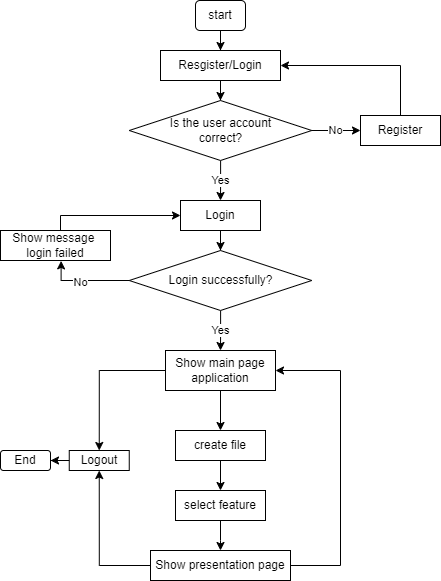 start
Resgister/Login
Is the user account
correct?
No
Register
Yes
Login
Show message
login failed
Login successfully?
No
Yes
Show main page
application
create file
End
Logout
select feature
Show presentation page